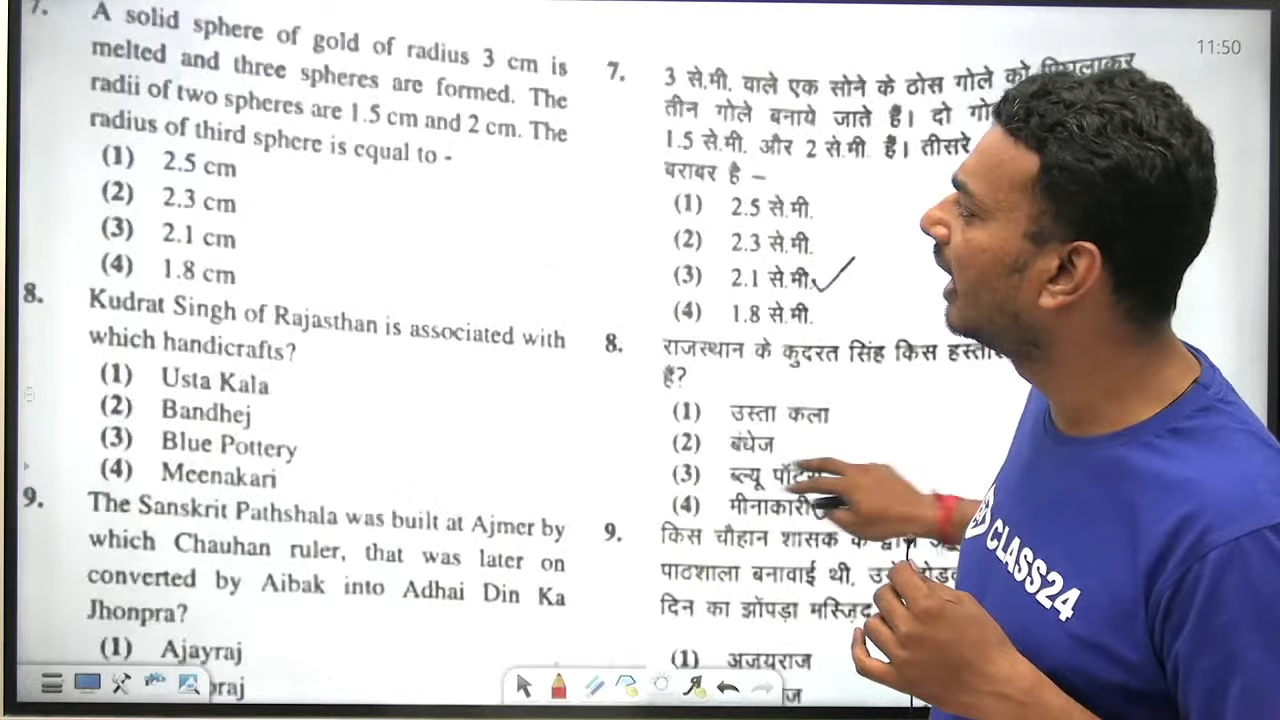 7.
A solid sphere of gold of radius 3 cm is
melted and three spheres are formed. The
radii of two spheres are 1.5 cm and 2 cm. The
radius of third sphere is equal to -
(1) 2.5 cm
(2) 2.3 cm
(3) 2.1 cm
(4) 1.8 cm
8. Kudrat Singh of Rajasthan is associated with
which handicrafts?
(1) Usta Kala
(2) Bandhej
(3) Blue Pottery
(4) Meenakari
9. The Sanskrit Pathshala was built at Ajmer by
which Chauhan ruler, that was later on
converted by Aibak into Adhai Din Ka
Jhonpra?
(1) Ajayraj
11:50
7. 3 से.मी. वाले एक सोने के ठोस गोले को पिघलाकर
तीन गोले बनाये जाते हैं। दो
1.5 से.मी. और 2 से.मी. हैं। तीसरे
बराबर है –
(1) 2.5 से.मी.
(2) 2.3 से.मी.
(3) 2.1 से.मी.
(4) 1.8 से.मी.
8. राजस्थान के कुदरत सिंह किस
हैं?
(1) उस्ता कला
(2) बंधेज
(3) ब्ल्यू
(4) मीनाकारी
9. किस चौहान शासक के
पाठशाला बनावाई थी,
दिन का झोंपड़ा मस्ज़िद
(1) अजयराज
CLASS24